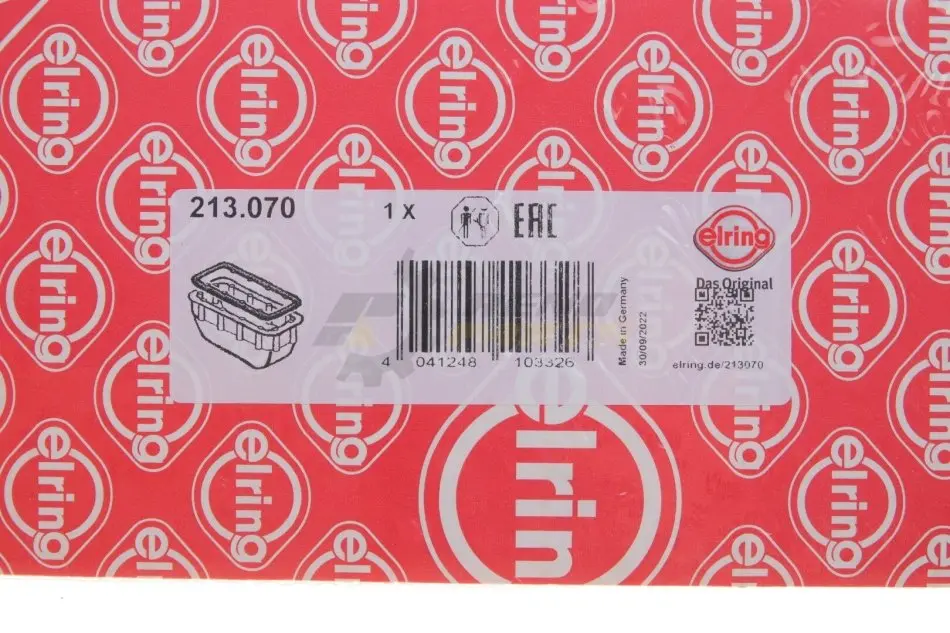 213.070
1 X
EAC
elring
Das Original
4 041248 103326
Made in Germany
30/09/2022
elring.de/213070
elring